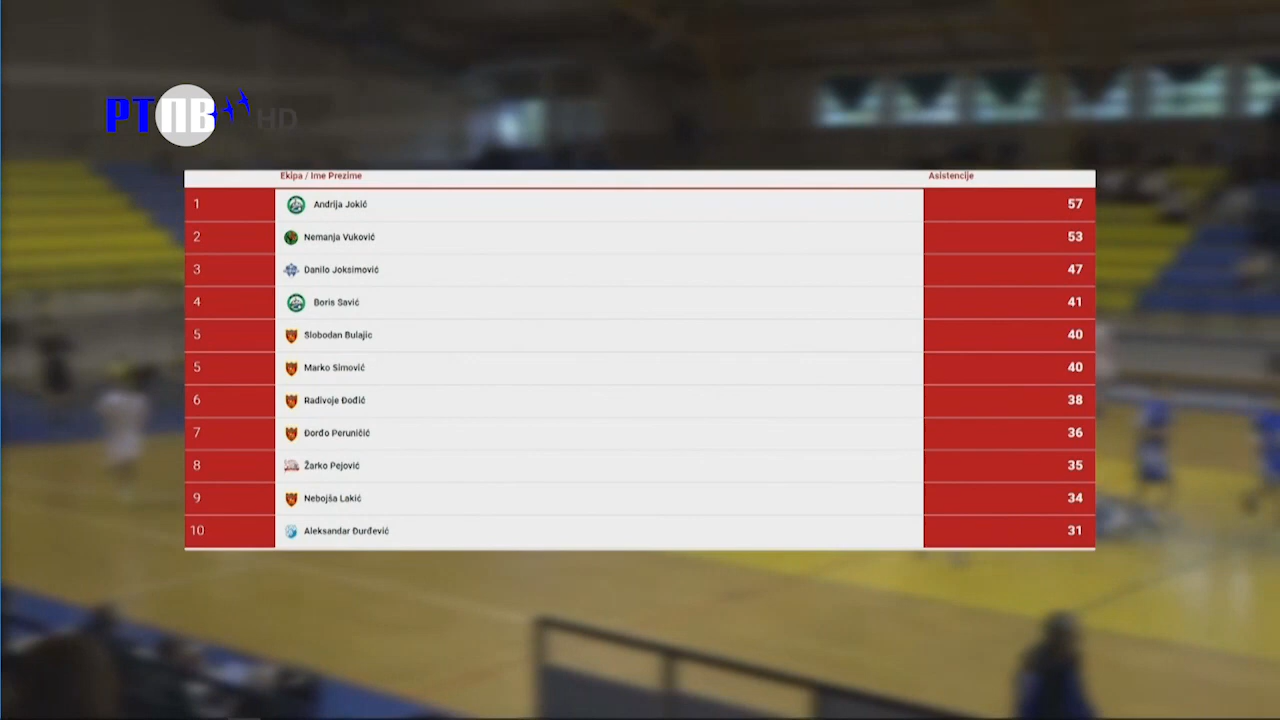 РТПВ HD
Ekipa / Ime Prezime Asistencije
1 Andrija Jokić 57
2 Nemanja Vuković 53
3 Danilo Joksimović 47
4 Boris Savić 41
5 Slobodan Bulajic 40
5 Marko Simović 40
6 Radivoje Đođić 38
7 Đorđo Peruničić 36
8 Žarko Pejović 35
9 Nebojša Lakić 34
10 Aleksandar Đurđević 31